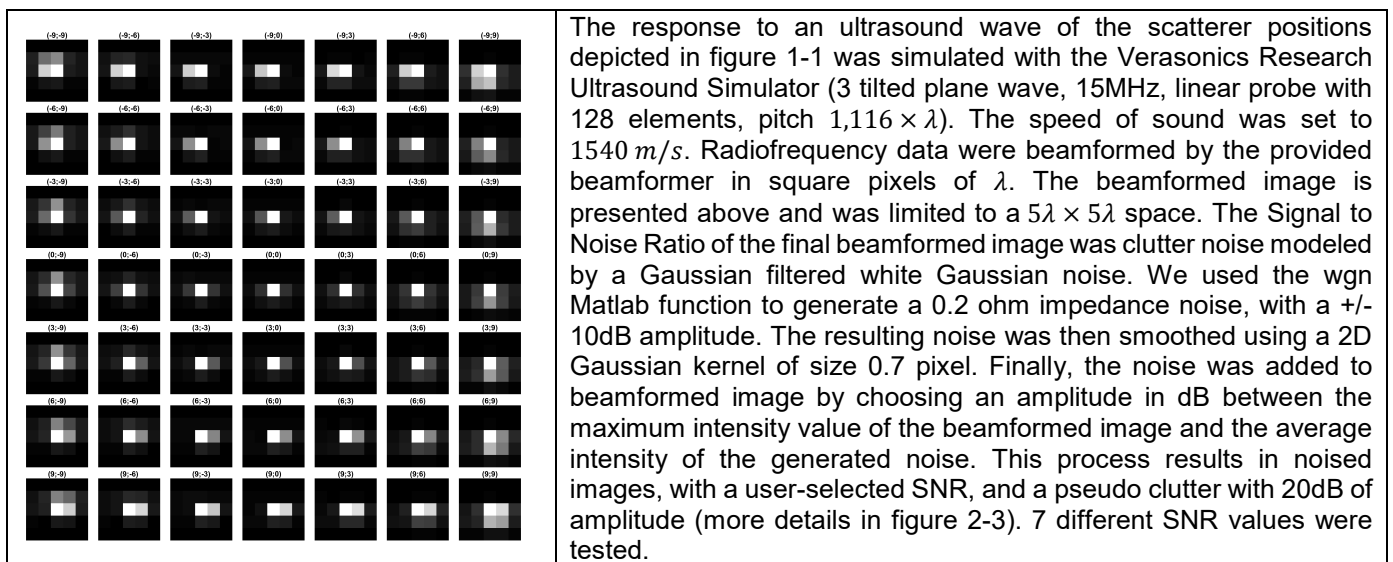 (-9;-9) (-9;-6) (-9;-3) (-9;0) (-9;3) (-9;6) (-9;9)
(-6;-9) (-6;-6) (-6;-3) (-6;0) (-6;3) (-6;6) (-6;9)
(-3;-9) (-3;-6) (-3;-3) (-3;0) (-3;3) (-3;6) (-3;9)
(0;-9) (0;-6) (0;-3) (0;0) (0;3) (0;6) (0;9)
(3;-9) (3;-6) (3;-3) (3;0) (3;3) (3;6) (3;9)
(6;-9) (6;-6) (6;-3) (6;0) (6;3) (6;6) (6;9)
(9;-9) (9;-6) (9;-3) (9;0) (9;3) (9;6) (9;9)
The response to an ultrasound wave of the scatterer positions
depicted in figure 1-1 was simulated with the Verasonics Research
Ultrasound Simulator (3 tilted plane wave, 15MHz, linear probe with
128 elements, pitch 1,116 × λ). The speed of sound was set to
1540 m/s. Radiofrequency data were beamformed by the provided
beamformer in square pixels of λ. The beamformed image is
presented above and was limited to a 5λ × 5λ space. The Signal to
Noise Ratio of the final beamformed image was clutter noise modeled
by a Gaussian filtered white Gaussian noise. We used the wgn
Matlab function to generate a 0.2 ohm impedance noise, with a +/-
10dB amplitude. The resulting noise was then smoothed using a 2D
Gaussian kernel of size 0.7 pixel. Finally, the noise was added to
beamformed image by choosing an amplitude in dB between the
maximum intensity value of the beamformed image and the average
intensity of the generated noise. This process results in noised
images, with a user-selected SNR, and a pseudo clutter with 20dB of
amplitude (more details in figure 2-3). 7 different SNR values were
tested.